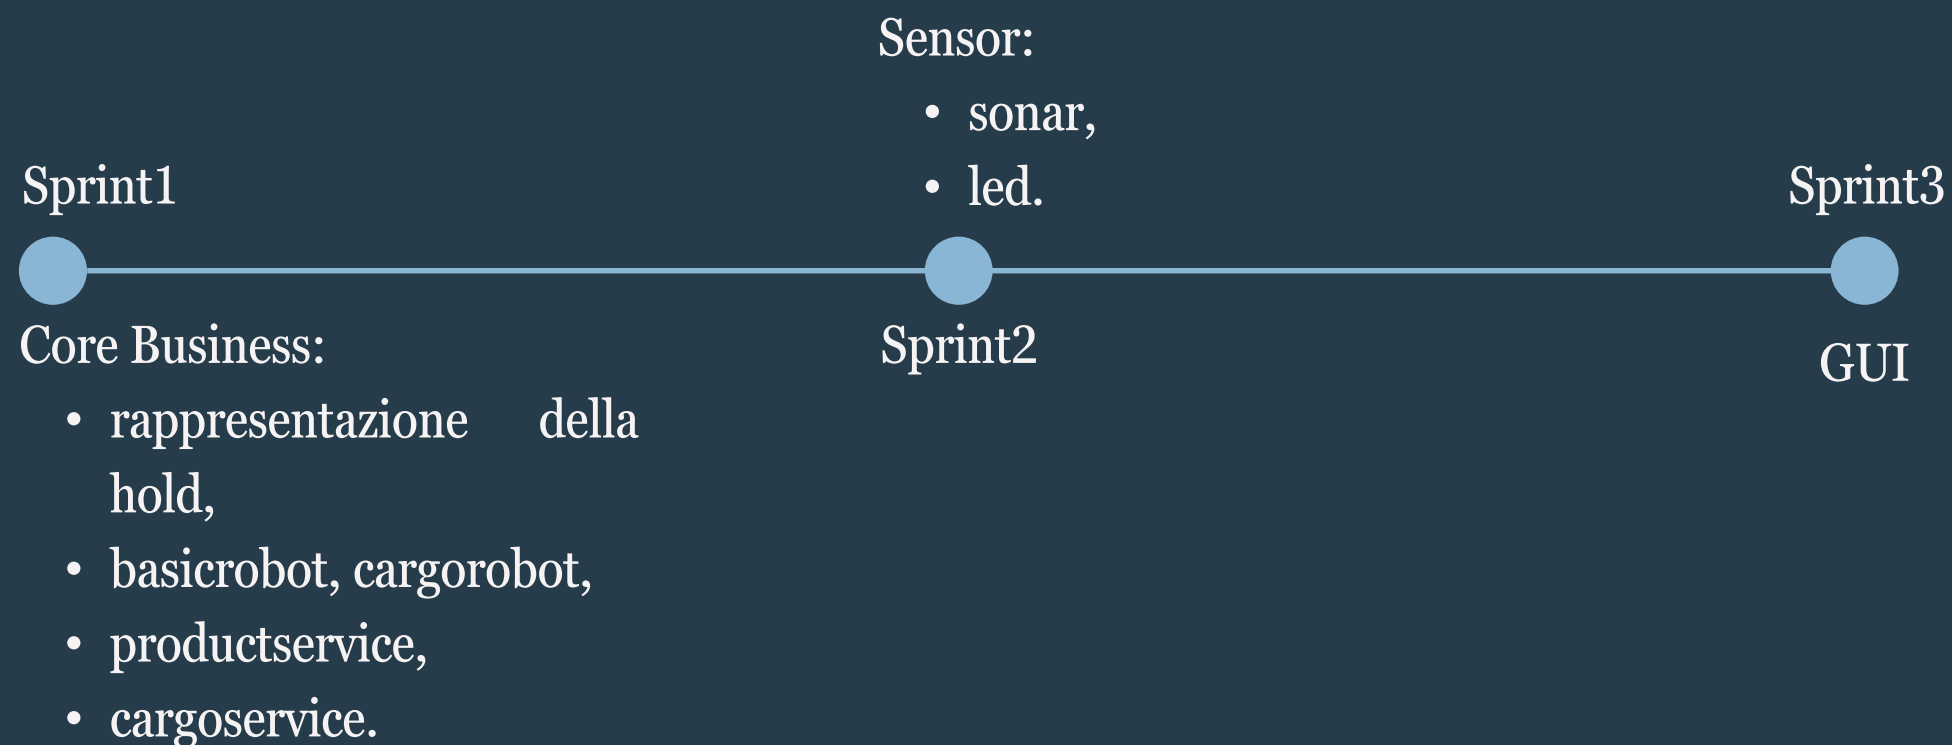 Sprint1
Core Business:
• rappresentazione della
hold,
• basicrobot, cargorobot,
• productservice,
• cargoservice.
Sensor:
• sonar,
• led.
Sprint2
Sprint3
GUI